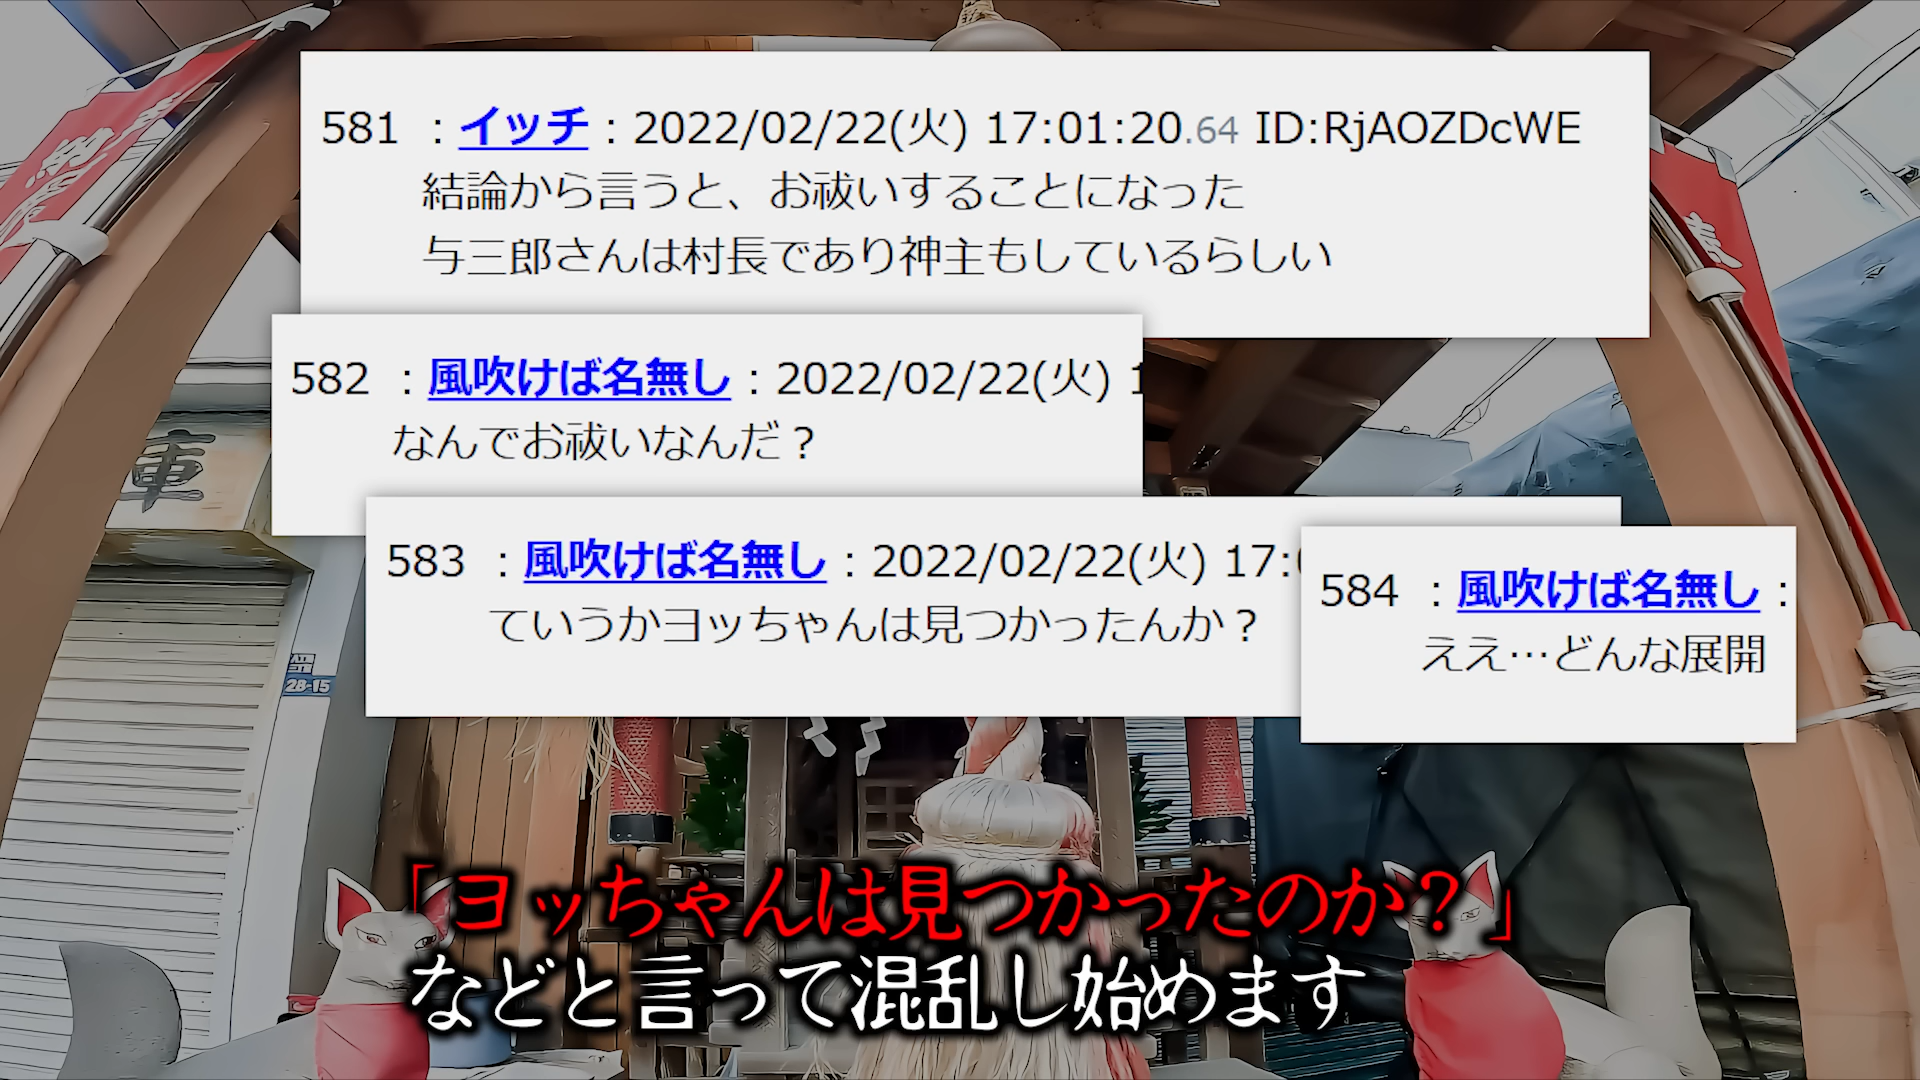 581 ：イッチ：2022/02/22(火) 17:01:20.64 ID:RjAOZDcWE
結論から言うと、お祓いすることになった
与三郎さんは村長であり神主もしているらしい
582 ：風吹けば名無し：2022/02/22(火) 1
なんでお祓いなんだ？
583 ：風吹けば名無し：2022/02/22(火) 17:
ていうかヨッちゃんは見つかったんか？
584 ：風吹けば名無し：
ええ…どんな展開
庫
28-15
「ヨッちゃんは見つかったのか？」
などと言って混乱し始めます